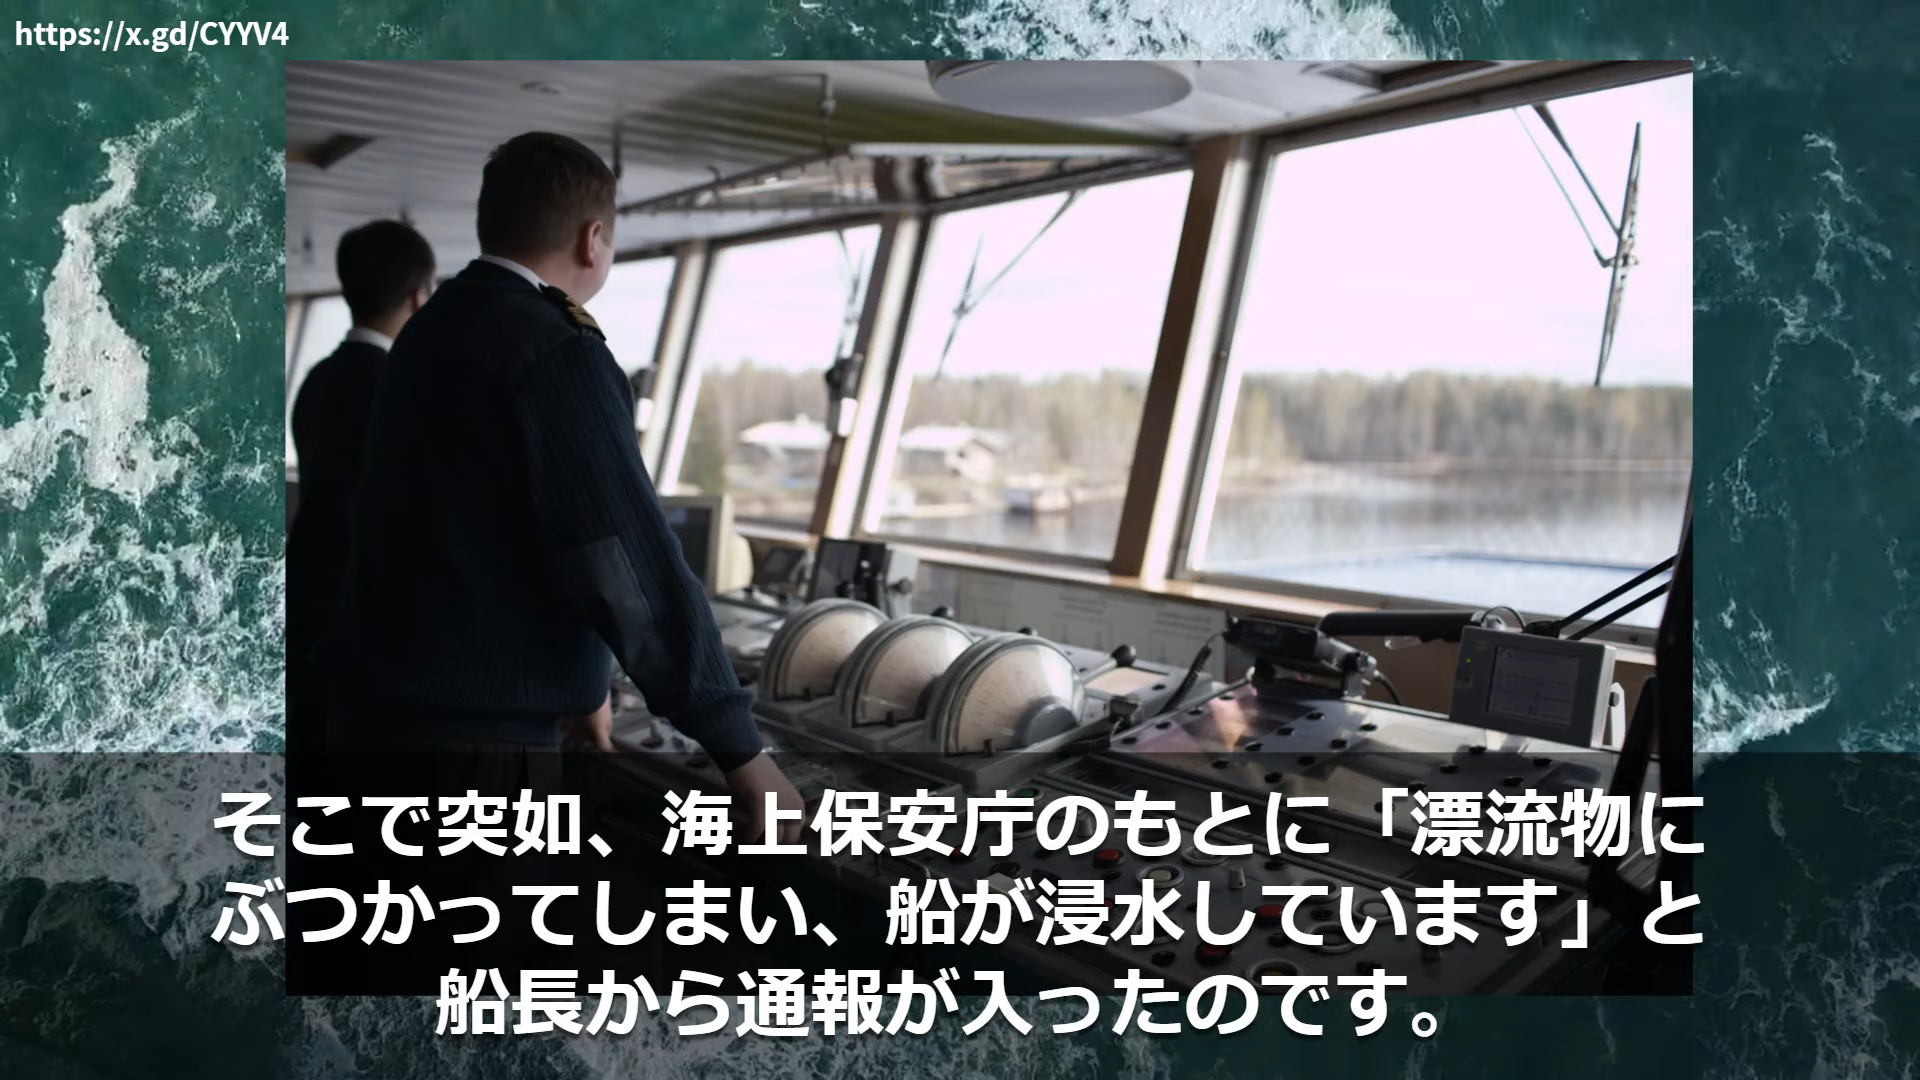 https://x.gd/CYYV4
そこで突如、海上保安庁のもとに「漂流物に
ぶつかってしまい、船が浸水しています」と
船長から通報が入ったのです。